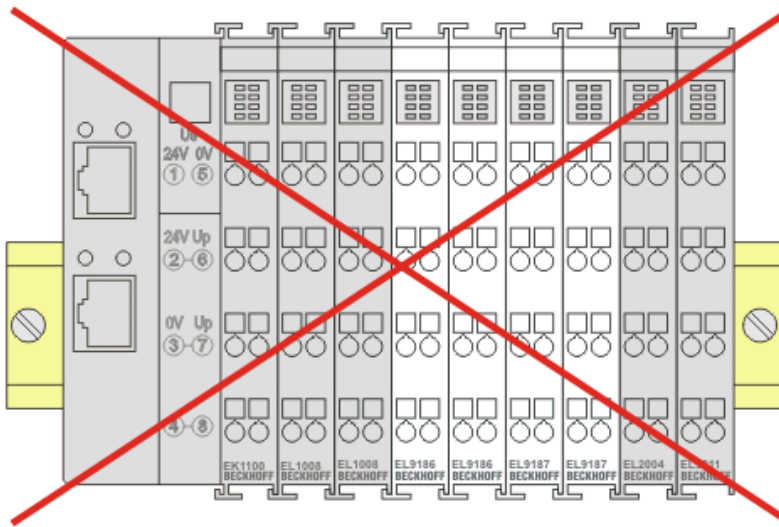 24V 0V
1 5
24V Up
2 6
0V Up
3 7
4 8
EK1100 EL1008 EL1008 EL9186 EL9186 EL9187 EL9187 EL2004
BECKHOFF BECKHOFF BECKHOFF BECKHOFF BECKHOFF BECKHOFF BECKHOFF BECKHOFF BECKHOFF